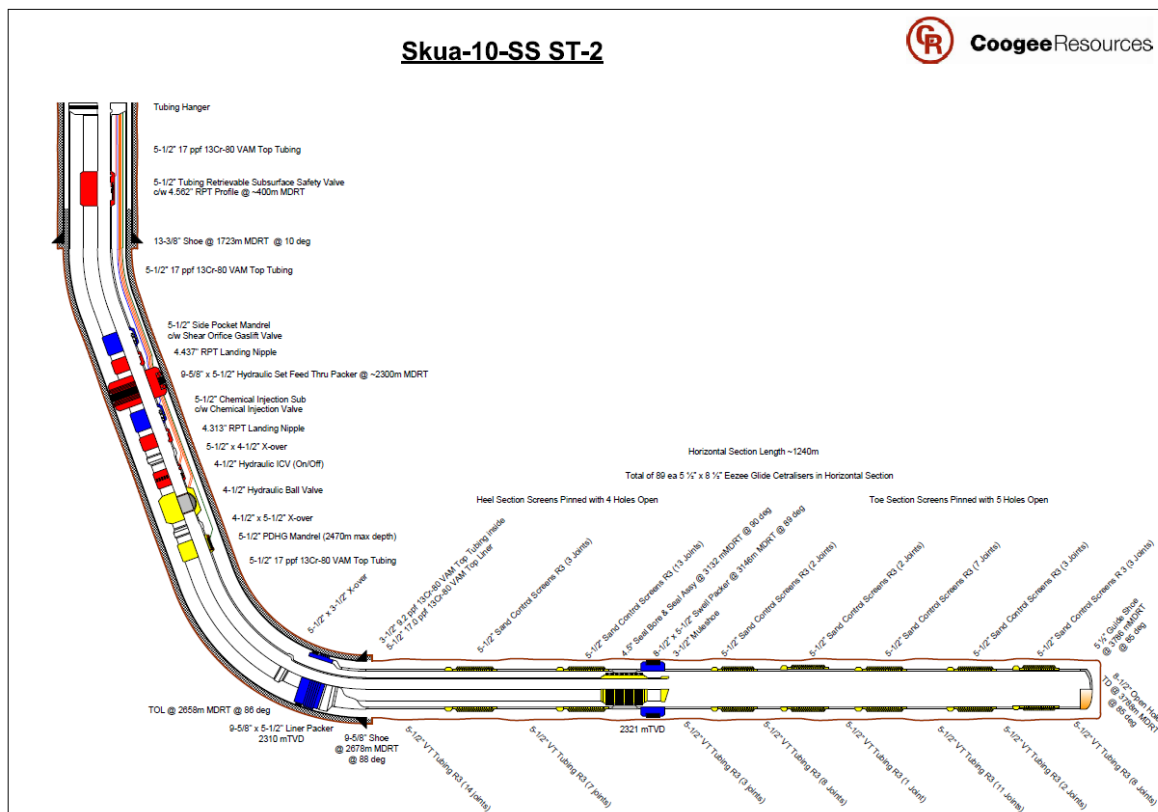 Skua-10-SS ST-2
CR CoogeeResources
Tubing Hanger
5-1/2" 17 ppf 13Cr-80 VAM Top Tubing
5-1/2" Tubing Retrievable Subsurface Safety Valve
c/w 4.562" RPT Profile @ ~400m MDRT
13-3/8" Shoe @ 1723m MDRT @ 10 deg
5-1/2" 17 ppf 13Cr-80 VAM Top Tubing
5-1/2" Side Pocket Mandrel
c/w Shear Orifice Gaslift Valve
4.437" RPT Landing Nipple
9-5/8" x 5-1/2" Hydraulic Set Feed Thru Packer @ ~2300m MDRT
5-1/2" Chemical Injection Sub
c/w Chemical Injection Valve
4.313" RPT Landing Nipple
5-1/2" x 4-1/2" X-over
4-1/2" Hydraulic ICV (On/Off)
4-1/2" Hydraulic Ball Valve
4-1/2" x 5-1/2" X-over
5-1/2" PDHG Mandrel (2470m max depth)
5-1/2" 17 ppf 13Cr-80 VAM Top Tubing
Horizontal Section Length ~1240m
Total of 89 ea 5 ½" x 8 ½" Eezee Glide Cetralisers in Horizontal Section
Heel Section Screens Pinned with 4 Holes Open
Toe Section Screens Pinned with 5 Holes Open
5-1/2" x 3-1/2" X-over
3-1/2" 9.2 ppf 13Cr-80 VAM Top Tubing inside
5-1/2" 17.0 ppf 13Cr-80 VAM Top Liner
5-1/2" Sand Control Screens R3 (3 Joints)
5-1/2" Sand Control Screens R3 (13 Joints)
4.5" Seal Bore & Seal Assy @ 3132 mMDRT @ 90 deg
8-1/2" x 5-1/2" Swell Packer @ 3146m MDRT @ 89 deg
3-1/2" Muleshoe
5-1/2" Sand Control Screens R3 (2 Joints)
5-1/2" Sand Control Screens R3 (2 Joints)
5-1/2" Sand Control Screens R3 (7 Joints)
5-1/2" Sand Control Screens R3 (3 Joints)
5-1/2" Sand Control Screens R 3 (3 Joints)
5 ½" Guide Shoe
@ 3786 mMDRT
@ 85 deg
8-1/2" Open Hole
TD @ 3788m MDRT
@ 85 deg
TOL @ 2658m MDRT @ 86 deg
9-5/8" x 5-1/2" Liner Packer
2310 mTVD
9-5/8" Shoe
@ 2678m MDRT
@ 88 deg
2321 mTVD
5-1/2" VT Tubing R3 (14 joints)
5-1/2" VT Tubing R3 (7 joints)
5-1/2" VT Tubing R3 (3 joints)
5-1/2" VT Tubing R3 (8 Joints)
5-1/2" VT Tubing R3 (1 Joint)
5-1/2" VT Tubing R3 (11 Joints)
5-1/2" VT Tubing R3 (2 Joints)
5-1/2" VT Tubing R3 (8 Joints)